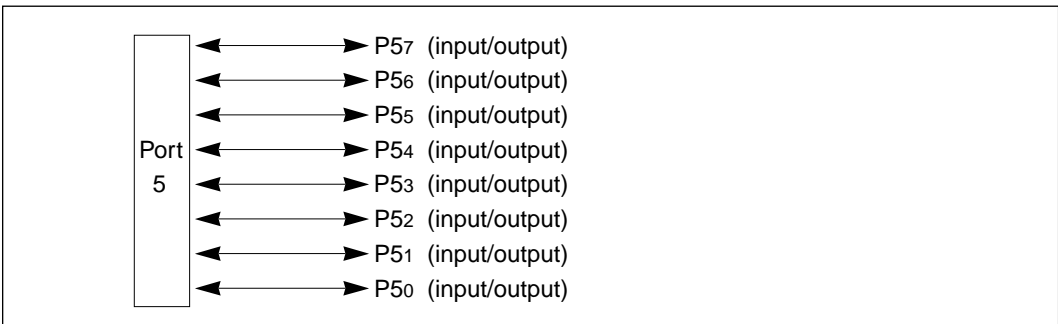 P57 (input/output)
P56 (input/output)
P55 (input/output)
Port
P54 (input/output)
5
P53 (input/output)
P52 (input/output)
P51 (input/output)
P50 (input/output)